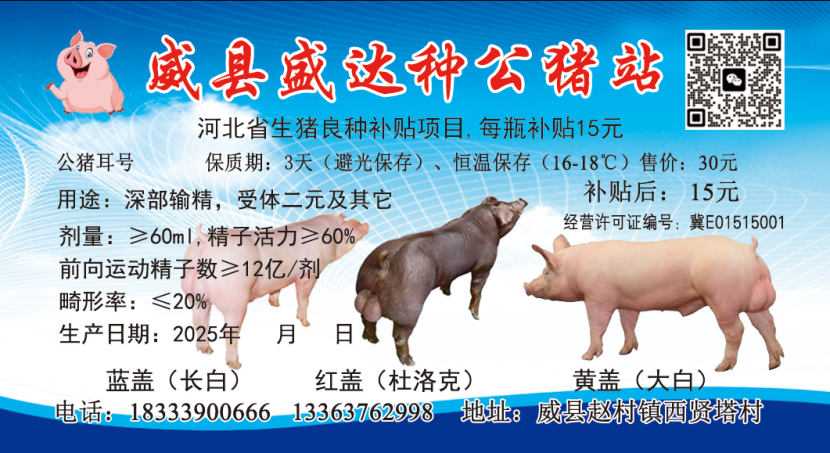 威县盛达种公猪站
河北省生猪良种补贴项目,每瓶补贴15元
公猪耳号 保质期：3天（避光保存）、恒温保存（16-18℃）售价：30元
用途：深部输精，受体二元及其它 补贴后：15元
经营许可证编号：冀E01515001
剂量：≥60ml,精子活力≥60%
前向运动精子数≥12亿/剂
畸形率：≤20%
生产日期：2025年 月 日
蓝盖（长白） 红盖（杜洛克） 黄盖（大白）
电话：18333900666 13363762998 地址：威县赵村镇西贤塔村